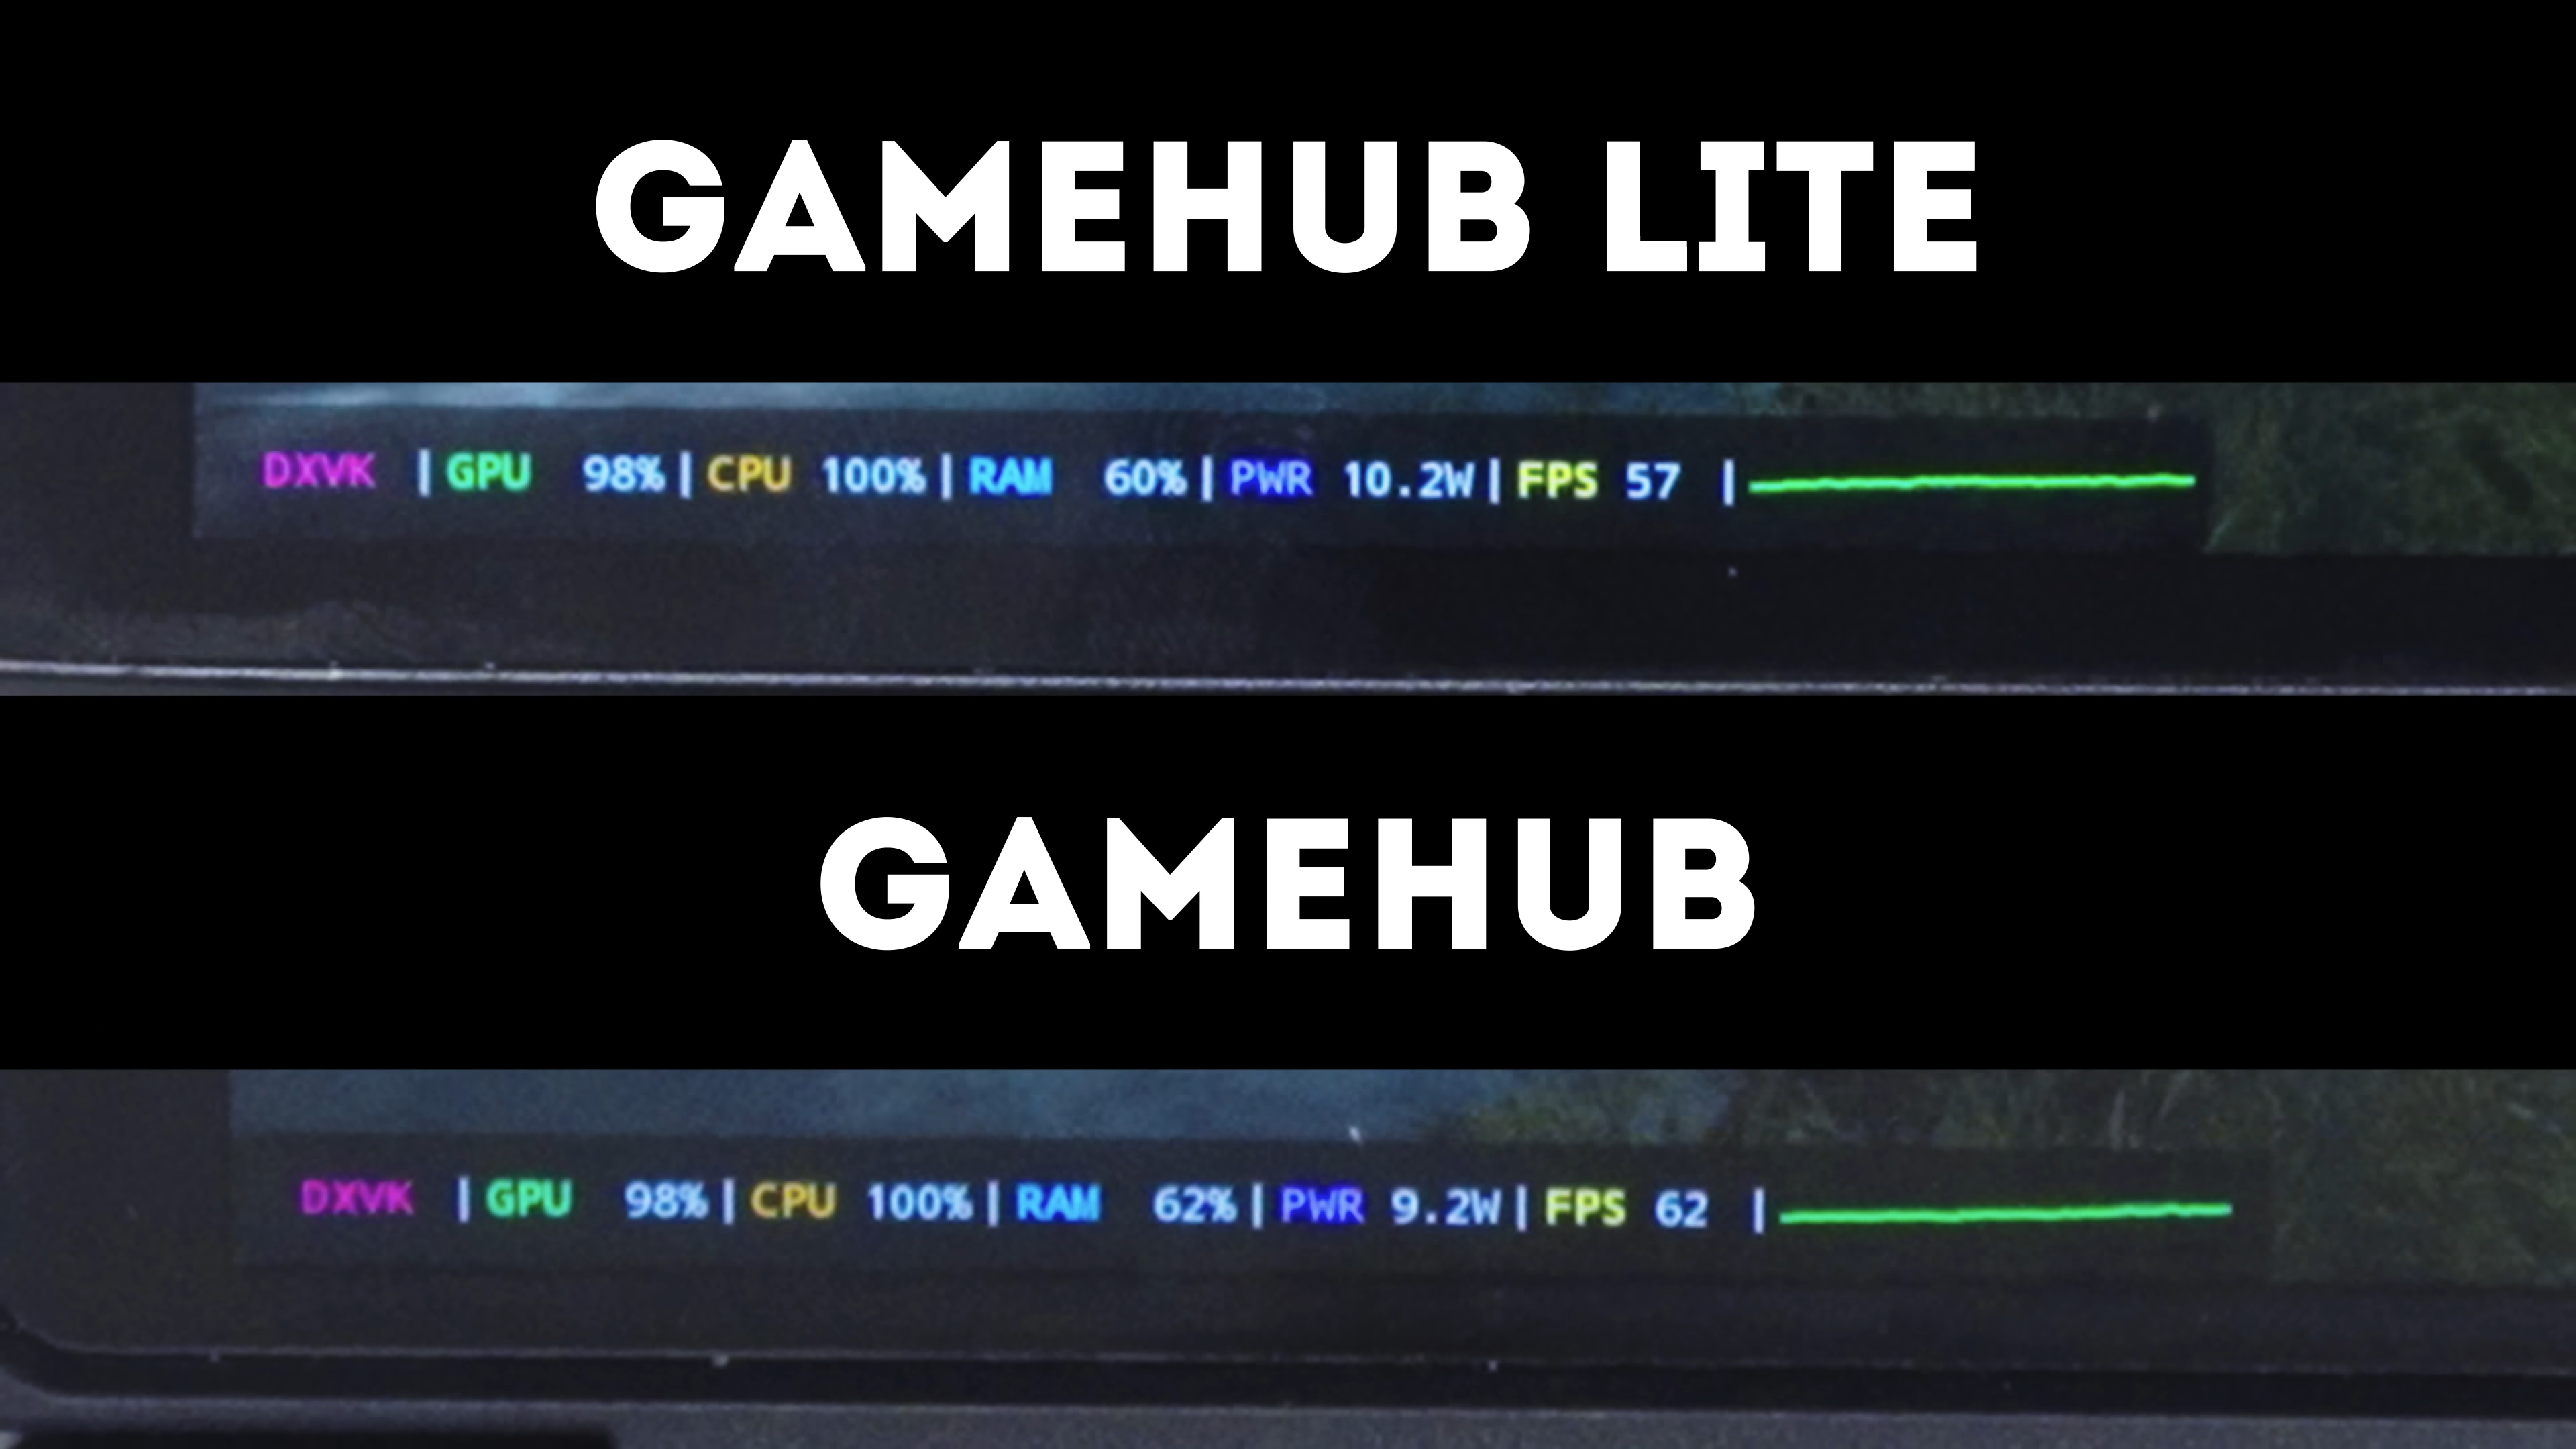 GAMEHUB LITE
DXVK | GPU 98% | CPU 100% | RAM 60% | PWR 10.2W | FPS 57 |
GAMEHUB
DXVK | GPU 98% | CPU 100% | RAM 62% | PWR 9.2W | FPS 62 |